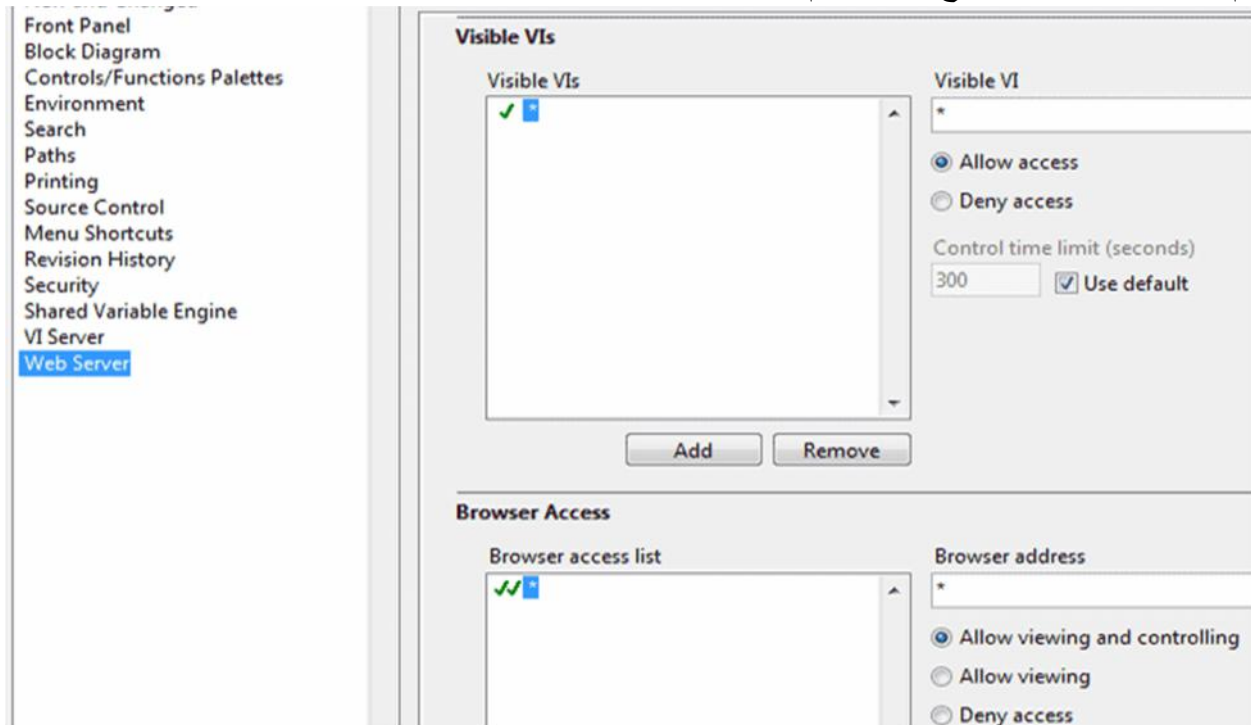 Front Panel
Block Diagram
Controls/Functions Palettes
Environment
Search
Paths
Printing
Source Control
Menu Shortcuts
Revision History
Security
Shared Variable Engine
VI Server
Web Server
Visible VIs
Visible VIs
*
Add
Remove
Visible VI
*
Allow access
Deny access
Control time limit (seconds)
300
Use default
Browser Access
Browser access list
*
Browser address
*
Allow viewing and controlling
Allow viewing
Deny access